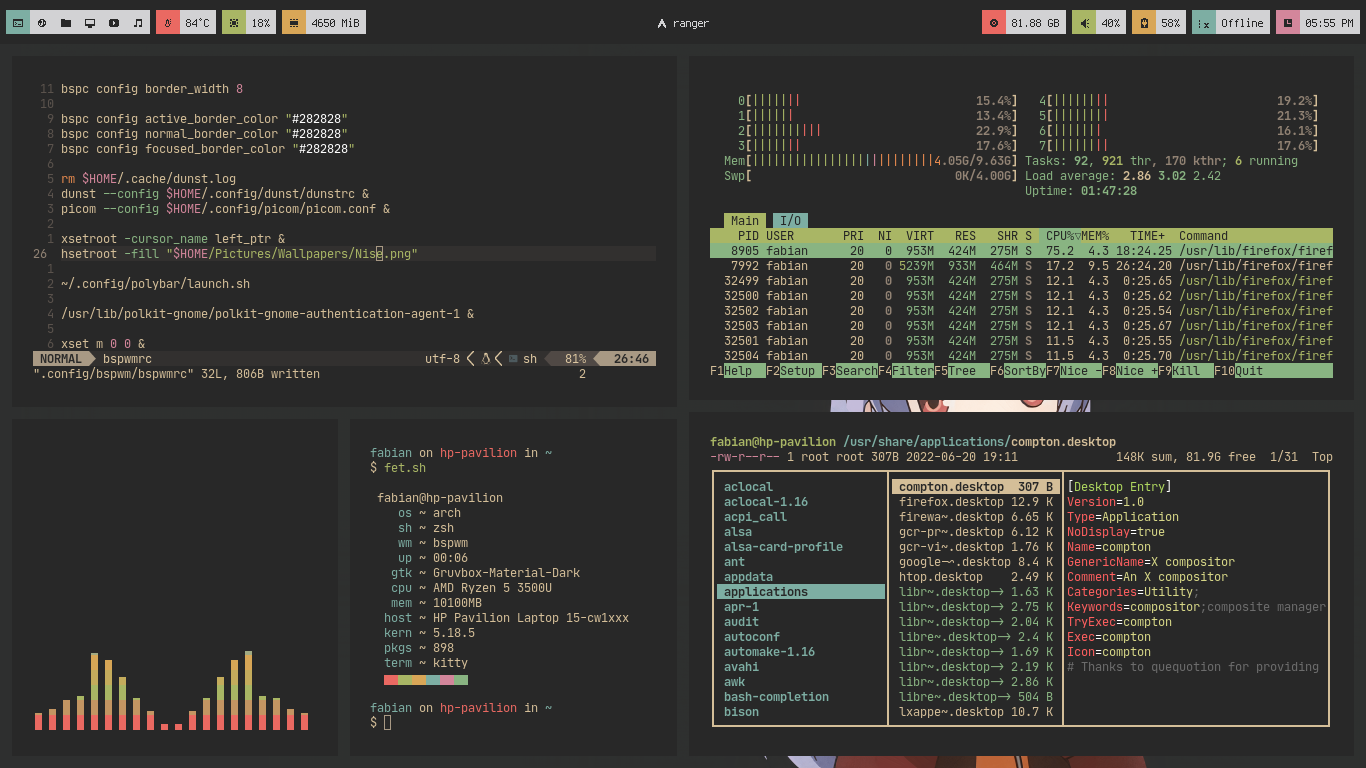 84°C 18% 4650 MiB ranger 81.88 GB 40% 58% Offline 05:55 PM
11 bspc config border_width 8
10
9 bspc config active_border_color "#282828"
8 bspc config normal_border_color "#282828"
7 bspc config focused_border_color "#282828"
6
5 rm $HOME/.cache/dunst.log
4 dunst --config $HOME/.config/dunst/dunstrc &
3 picom --config $HOME/.config/picom/picom.conf &
2
1 xsetroot -cursor_name left_ptr &
26 hsetroot -fill "$HOME/Pictures/Wallpapers/Nise.png"
1
2 ~/.config/polybar/launch.sh
3
4 /usr/lib/polkit-gnome/polkit-gnome-authentication-agent-1 &
5
6 xset m 0 0 &
NORMAL bspwmrc utf-8 sh 81% 26:46
".config/bspwm/bspwmrc" 32L, 806B written 2
0[||||||| 15.4%] 4[|||||||| 19.2%]
1[|||||| 13.4%] 5[|||||||| 21.3%]
2[|||||||||| 22.9%] 6[||||||| 16.1%]
3[||||||| 17.6%] 7[|||||||| 17.6%]
Mem[||||||||||||||||||||||||||4.05G/9.63G] Tasks: 92, 921 thr, 170 kthr; 6 running
Swp[ 0K/4.00G] Load average: 2.86 3.02 2.42
Uptime: 01:47:28
Main I/O
PID USER PRI NI VIRT RES SHR S CPU%▽MEM% TIME+ Command
8905 fabian 20 0 953M 424M 275M S 75.2 4.3 18:24.25 /usr/lib/firefox/firef
7992 fabian 20 0 5239M 933M 464M S 17.2 9.5 26:24.20 /usr/lib/firefox/firef
32499 fabian 20 0 953M 424M 275M S 12.1 4.3 0:25.65 /usr/lib/firefox/firef
32500 fabian 20 0 953M 424M 275M S 12.1 4.3 0:25.62 /usr/lib/firefox/firef
32502 fabian 20 0 953M 424M 275M S 12.1 4.3 0:25.54 /usr/lib/firefox/firef
32503 fabian 20 0 953M 424M 275M S 12.1 4.3 0:25.67 /usr/lib/firefox/firef
32501 fabian 20 0 953M 424M 275M S 11.5 4.3 0:25.55 /usr/lib/firefox/firef
32504 fabian 20 0 953M 424M 275M S 11.5 4.3 0:25.70 /usr/lib/firefox/firef
F1Help F2Setup F3SearchF4FilterF5Tree F6SortByF7Nice -F8Nice +F9Kill F10Quit
fabian on hp-pavilion in ~
$ fet.sh
fabian@hp-pavilion
os ~ arch
sh ~ zsh
wm ~ bspwm
up ~ 00:06
gtk ~ Gruvbox-Material-Dark
cpu ~ AMD Ryzen 5 3500U
mem ~ 10100MB
host ~ HP Pavilion Laptop 15-cw1xxx
kern ~ 5.18.5
pkgs ~ 898
term ~ kitty
fabian on hp-pavilion in ~
$
fabian@hp-pavilion /usr/share/applications/compton.desktop
-rw-r--r-- 1 root root 307B 2022-06-20 19:11 148K sum, 81.9G free 1/31 Top
aclocal compton.desktop 307 B [Desktop Entry]
aclocal-1.16 firefox.desktop 12.9 K Version=1.0
acpi_call firewa~.desktop 6.65 K Type=Application
alsa gcr-pr~.desktop 6.12 K NoDisplay=true
alsa-card-profile gcr-vi~.desktop 1.76 K Name=compton
ant google-~.desktop 8.4 K GenericName=X compositor
appdata htop.desktop 2.49 K Comment=An X compositor
applications libr~.desktop-> 1.63 K Categories=Utility;
apr-1 libr~.desktop-> 2.75 K Keywords=compositor;composite manager
audit libr~.desktop-> 2.04 K TryExec=compton
autoconf libre~.desktop-> 2.4 K Exec=compton
automake-1.16 libr~.desktop-> 1.69 K Icon=compton
avahi libr~.desktop-> 2.19 K # Thanks to quequotion for providing
awk libr~.desktop-> 2.86 K
bash-completion libre~.desktop-> 504 B
bison lxappe~.desktop 10.7 K